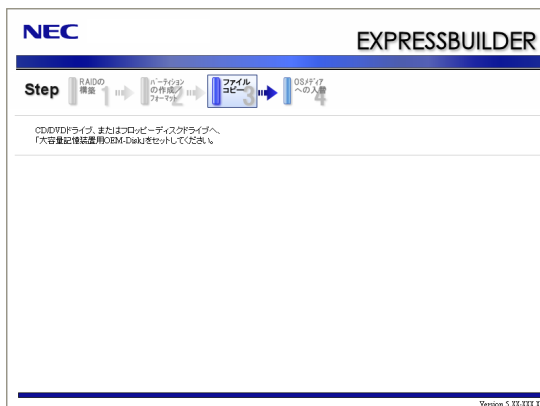 NEC
EXPRESSBUILDER
Step
RAIDの
構築
1
パーティション
の作成/
フォーマット
2
ファイル
コピー
3
OSメディア
への入替
4
CD/DVDドライブ、またはフロッピーディスクドライブへ、
「大容量記憶装置用OEM-Disk」をセットしてください。
Version 5.XX-XXX.X